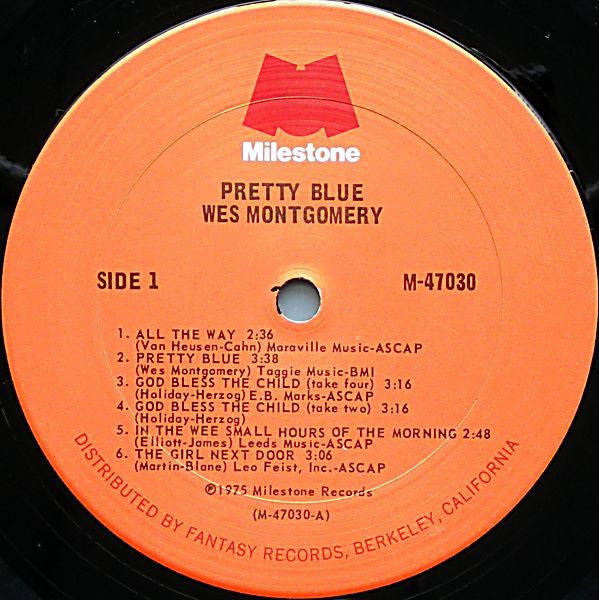 Milestone
PRETTY BLUE
WES MONTGOMERY
SIDE 1
M-47030
1. ALL THE WAY 2:36
(Van Heusen-Cahn) Maraville Music-ASCAP
2. PRETTY BLUE 3:38
(Wes Montgomery) Taggie Music-BMI
3. GOD BLESS THE CHILD (take four) 3:16
(Holiday-Herzog) E.B. Marks-ASCAP
4. GOD BLESS THE CHILD (take two) 3:16
(Holiday-Herzog)
5. IN THE WEE SMALL HOURS OF THE MORNING 2:48
(Elliott-James) Leeds Music-ASCAP
6. THE GIRL NEXT DOOR 3:06
(Martin-Blane) Leo Feist, Inc.-ASCAP
℗1975 Milestone Records
(M-47030-A)
DISTRIBUTED BY FANTASY RECORDS, BERKELEY, CALIFORNIA